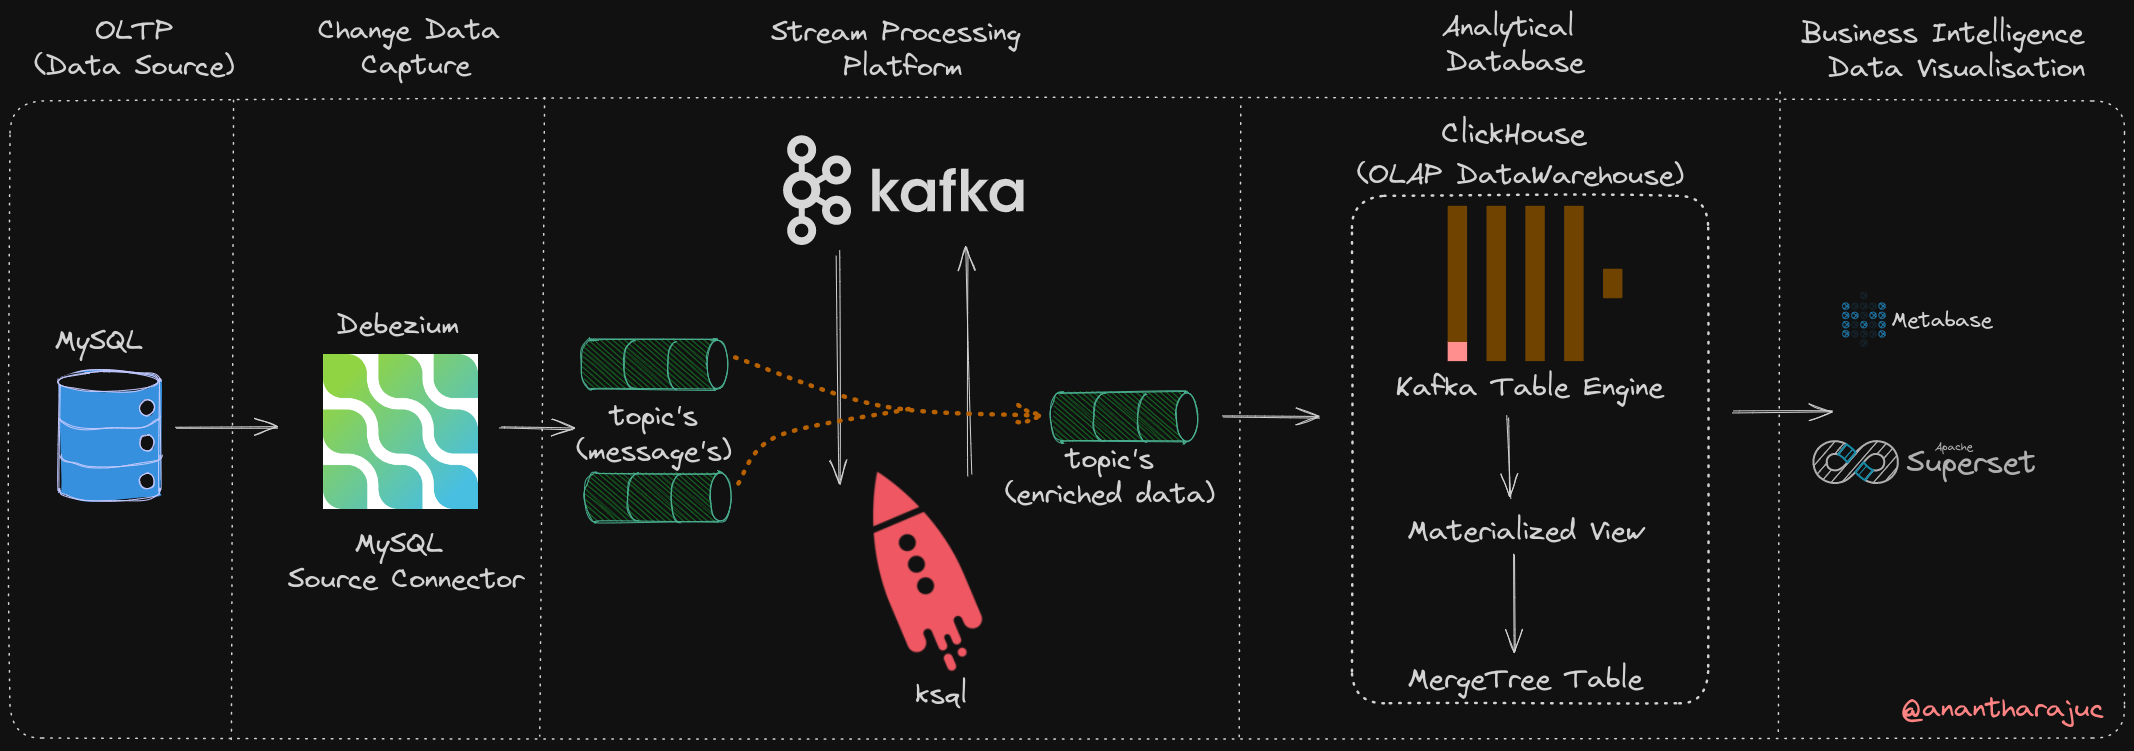 OLTP
(Data Source)
Change Data
Capture
Stream Processing
Platform
Analytical
Database
Business Intelligence
Data Visualisation
MySQL
Debezium
MySQL
Source Connector
kafka
topic's
(message's)
topic's
(enriched data)
ksql
ClickHouse
(OLAP DataWarehouse)
Kafka Table Engine
Materialized View
MergeTree Table
Metabase
Apache
Superset
@anantharajuc